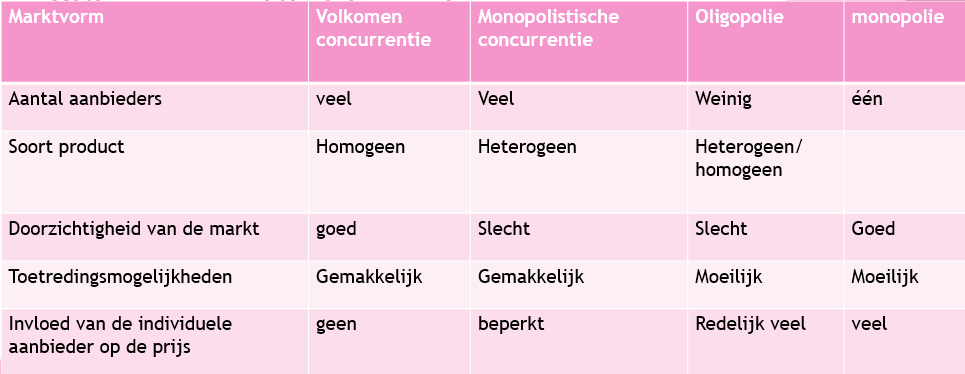 Marktvorm Volkomen concurrentie Monopolistische concurrentie Oligopolie monopolie
Aantal aanbieders veel Veel Weinig één
Soort product Homogeen Heterogeen Heterogeen/ homogeen
Doorzichtigheid van de markt goed Slecht Slecht Goed
Toetredingsmogelijkheden Gemakkelijk Gemakkelijk Moeilijk Moeilijk
Invloed van de individuele aanbieder op de prijs geen beperkt Redelijk veel veel